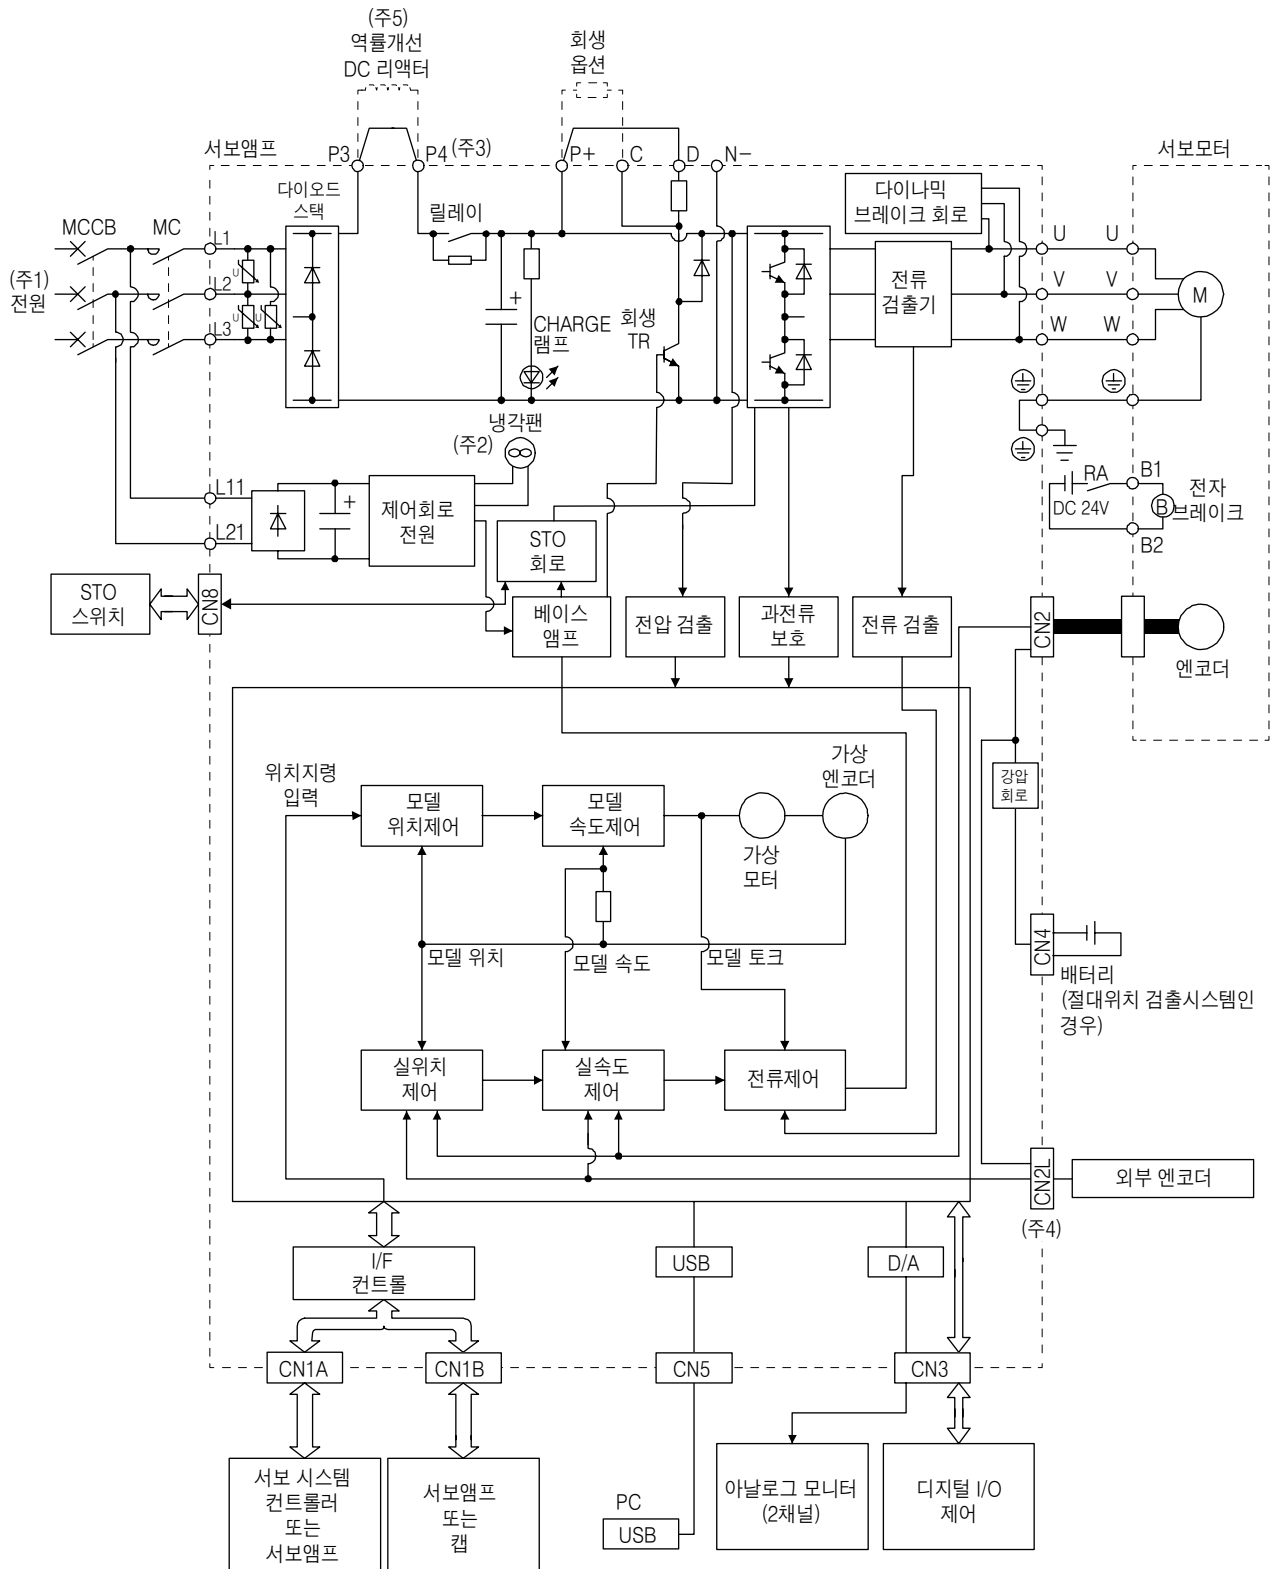 (주5)
역률개선
DC 리액터
회생
옵션
서보앰프
P3
P4
(주3)
P+
C
D
N−
서보모터
다이오드
스택
릴레이
다이나믹
브레이크 회로
MCCB
MC
L1
U
U
(주1)
전원
U
L2
전류
검출기
V
V
M
U
U
L3
+
CHARGE
램프
회생
TR
W
W
냉각팬
(주2)
L11
+
제어회로
전원
L21
STO
회로
RA
DC 24V
B1
B
전자
브레이크
B2
STO
스위치
CN8
베이스
앰프
전압 검출
과전류
보호
전류 검출
CN2
엔코더
위치지령
입력
모델
위치제어
모델
속도제어
가상
엔코더
가상
모터
강압
회로
모델 위치
모델 속도
모델 토크
CN4
배터리
(절대위치 검출시스템인
경우)
실위치
제어
실속도
제어
전류제어
CN2L
외부 엔코더
(주4)
I/F
컨트롤
USB
D/A
CN1A
CN1B
CN5
CN3
서보 시스템
컨트롤러
또는
서보앰프
서보앰프
또는
캡
PC
USB
아날로그 모니터
(2채널)
디지털 I/O
제어